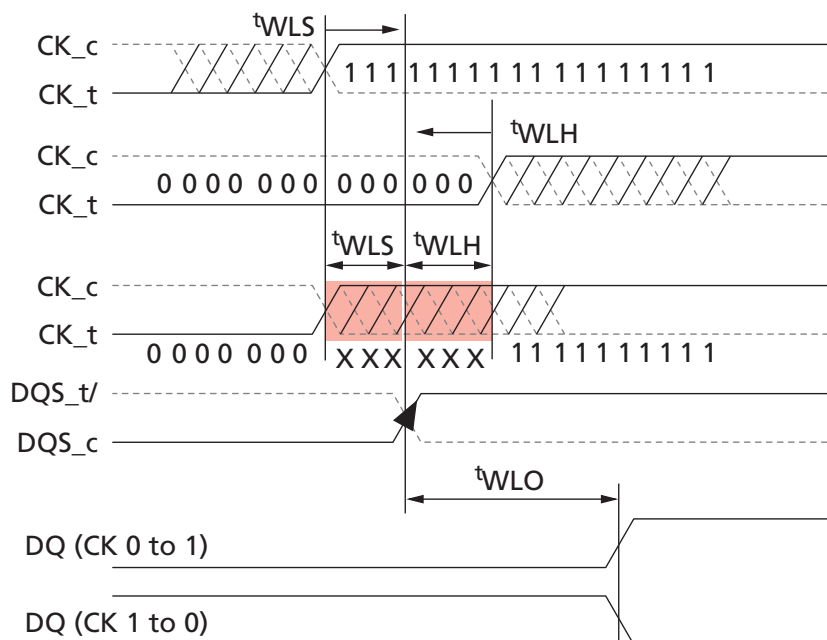 tWLS
CK_c
1 1 1 1 1 1 1 1 1 1 1 1 1 1 1 1 1
CK_t
tWLH
CK_c
0 0 0 0 0 0 0 0 0 0 0 0 0
CK_t
tWLS tWLH
CK_c
CK_t
0 0 0 0 0 0 0 X X X X X X 1 1 1 1 1 1 1 1 1 1
DQS_t/
DQS_c
tWLO
DQ (CK 0 to 1)
DQ (CK 1 to 0)